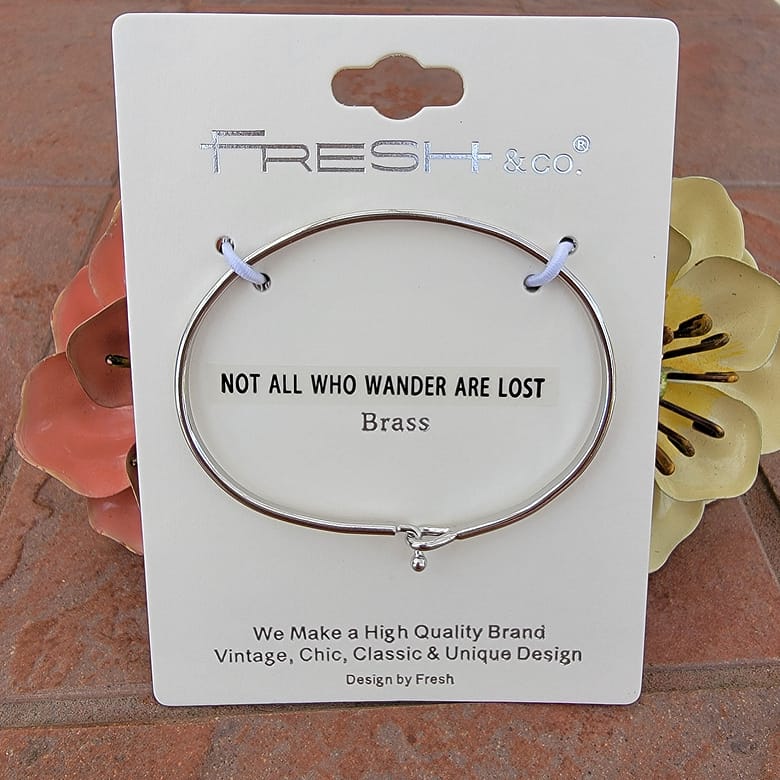 FRESH & CO.®
NOT ALL WHO WANDER ARE LOST
Brass
We Make a High Quality Brand
Vintage, Chic, Classic & Unique Design
Design by Fresh